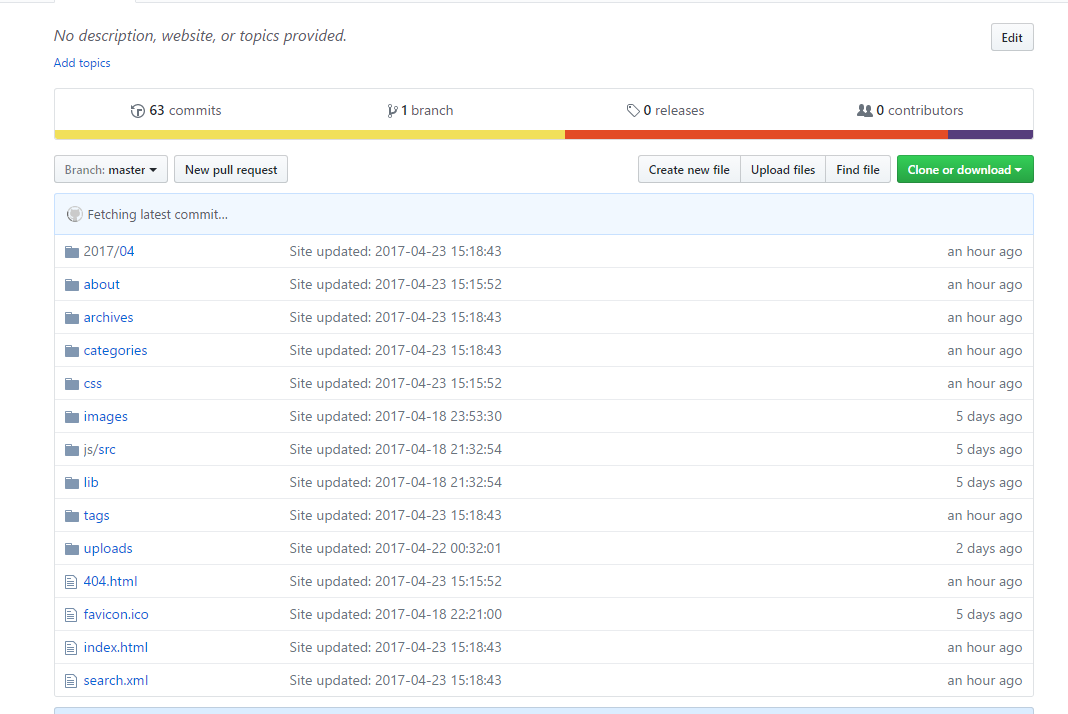 No description, website, or topics provided.
Edit
Add topics
63 commits
1 branch
0 releases
0 contributors
Branch: master
New pull request
Create new file
Upload files
Find file
Clone or download
Fetching latest commit...
2017/04 Site updated: 2017-04-23 15:18:43 an hour ago
about Site updated: 2017-04-23 15:15:52 an hour ago
archives Site updated: 2017-04-23 15:18:43 an hour ago
categories Site updated: 2017-04-23 15:18:43 an hour ago
css Site updated: 2017-04-23 15:15:52 an hour ago
images Site updated: 2017-04-18 23:53:30 5 days ago
js/src Site updated: 2017-04-18 21:32:54 5 days ago
lib Site updated: 2017-04-18 21:32:54 5 days ago
tags Site updated: 2017-04-23 15:18:43 an hour ago
uploads Site updated: 2017-04-22 00:32:01 2 days ago
404.html Site updated: 2017-04-23 15:15:52 an hour ago
favicon.ico Site updated: 2017-04-18 22:21:00 5 days ago
index.html Site updated: 2017-04-23 15:18:43 an hour ago
search.xml Site updated: 2017-04-23 15:18:43 an hour ago